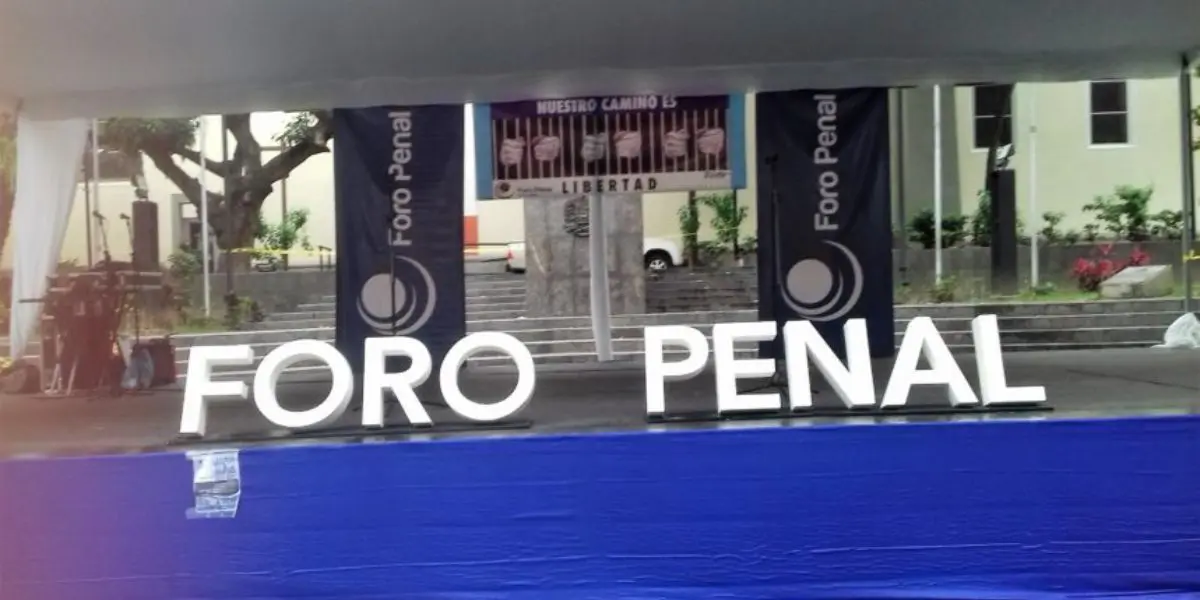 NUESTRO CAMINO ES
LIBERTAD
Foro Penal
Foro Penal
FORO PENAL